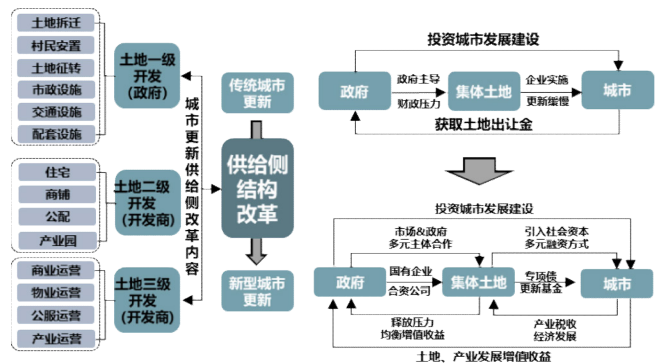 土地拆迁
村民安置
土地征转
市政设施
交通设施
配套设施
土地一级
开发
（政府）
住宅
商铺
公配
产业园
土地二级
开发
（开发商）
商业运营
物业运营
公服运营
产业运营
土地三级
开发
（开发商）
城市更新供给侧改革内容
传统城市
更新
供给侧
结构
改革
新型城市
更新
投资城市发展建设
政府
政府主导
财政压力
集体土地
企业实施
更新缓慢
城市
获取土地出让金
投资城市发展建设
市场&政府
多元主体合作
引入社会资本
多元融资方式
政府
国有企业
合资公司
集体土地
专项债
更新基金
城市
释放压力
均衡增值收益
产业税收
经济发展
土地、产业发展增值收益